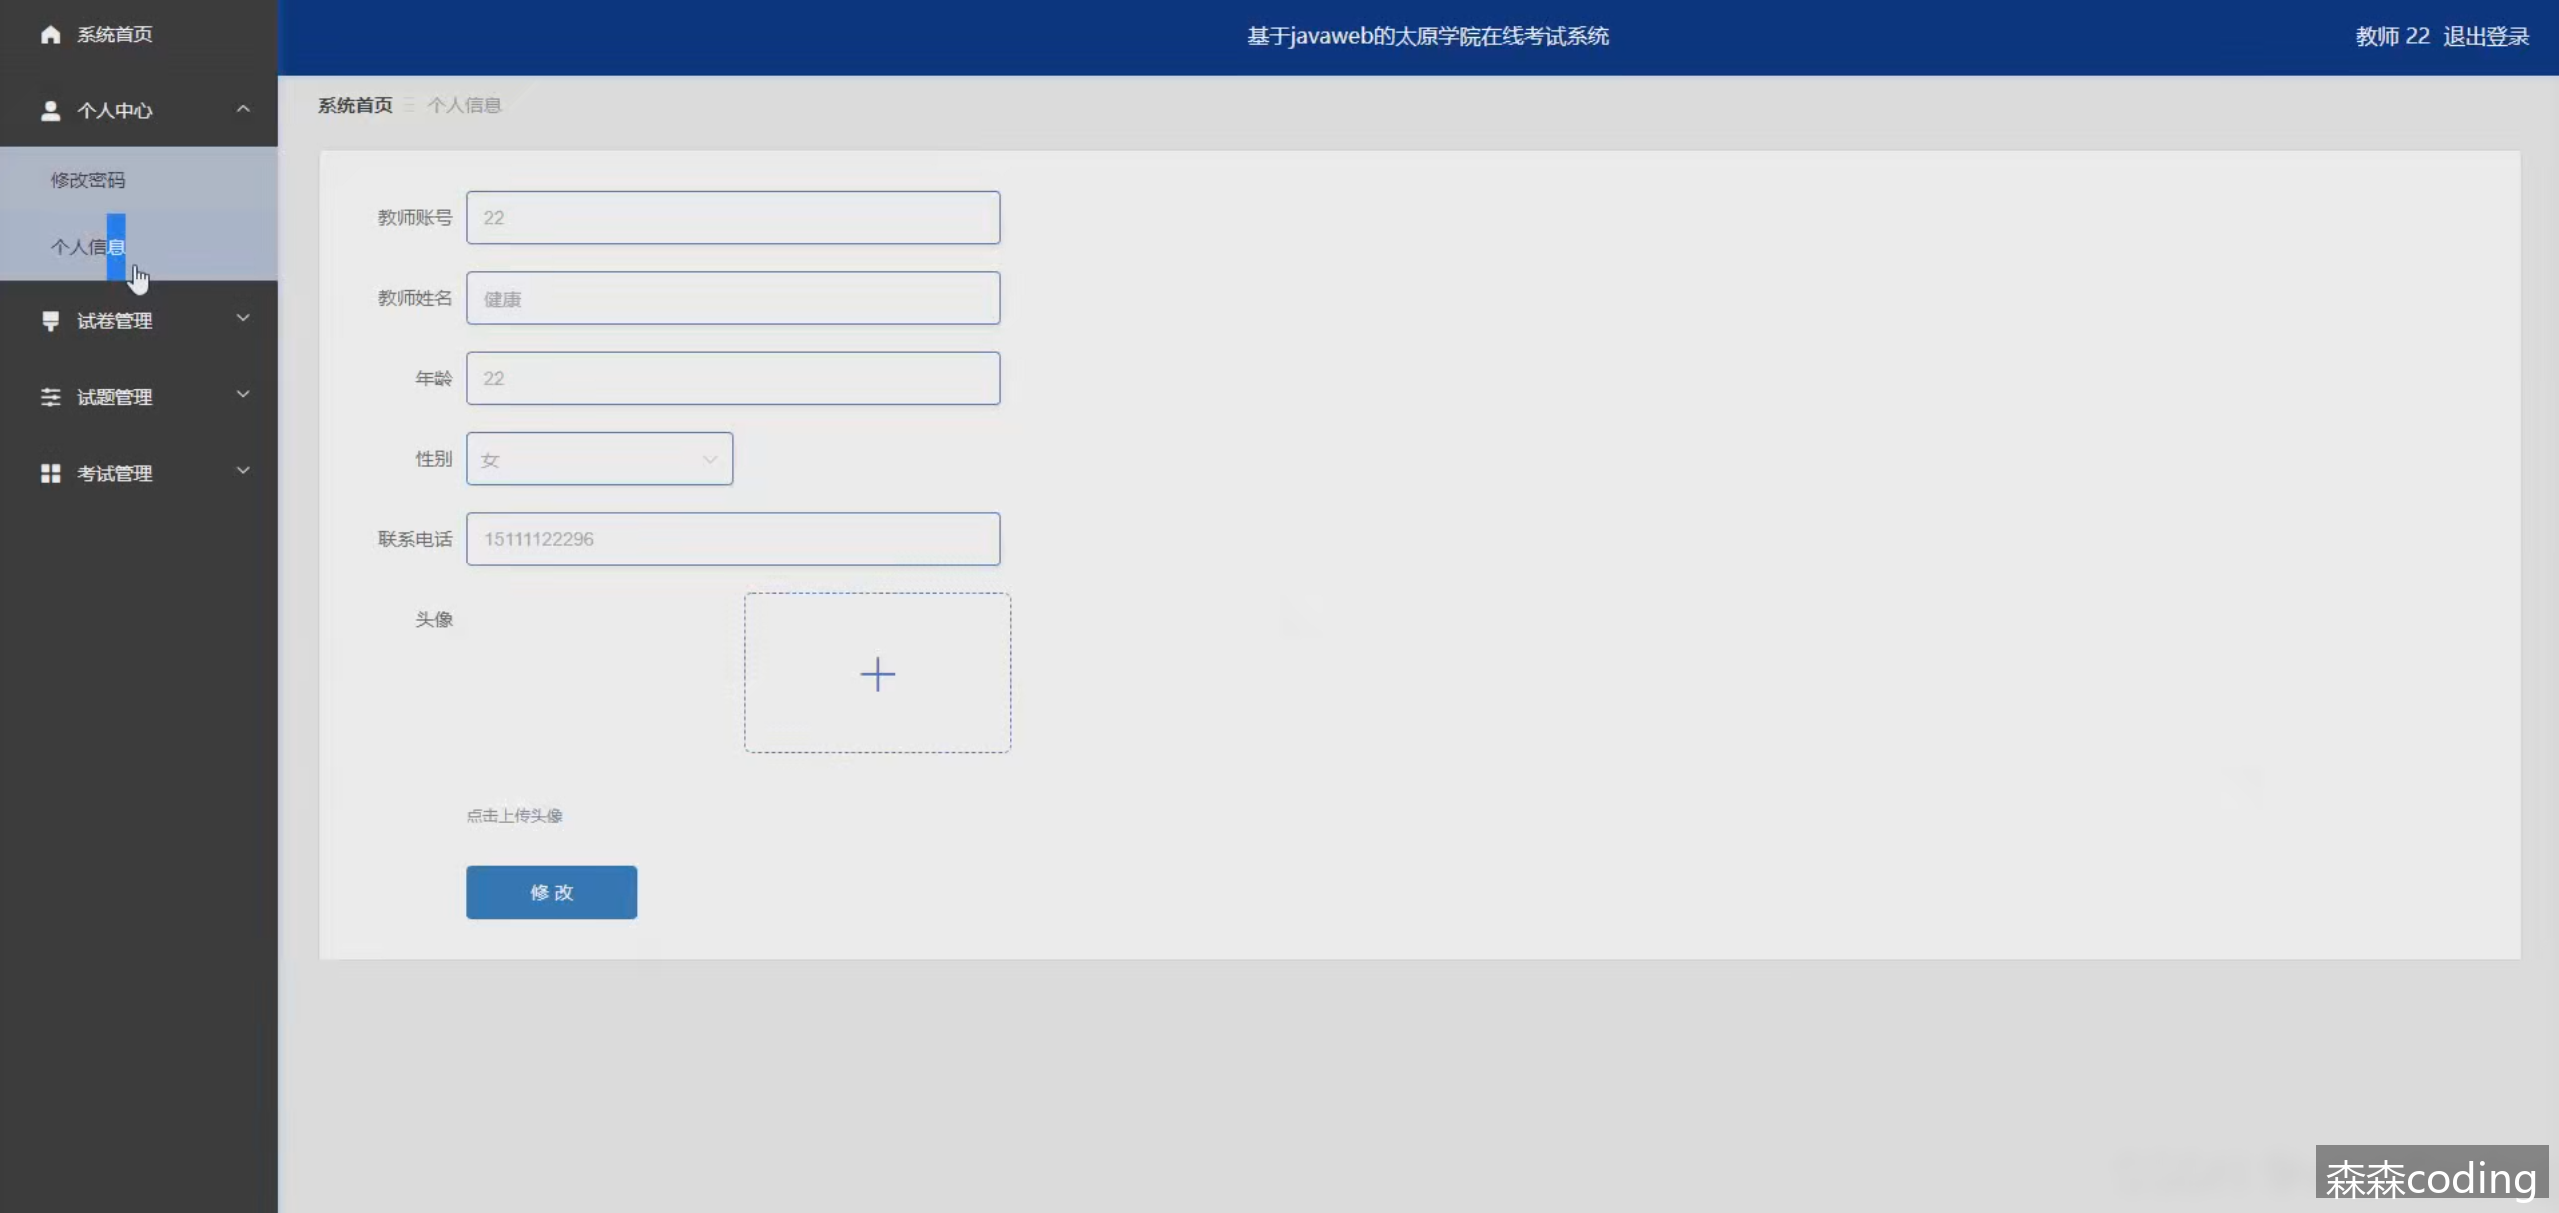 系统首页
个人中心
修改密码
个人信息
试卷管理
试题管理
考试管理
基于javaweb的太原学院在线考试系统
教师 22 退出登录
系统首页 个人信息
教师账号 22
教师姓名 健康
年龄 22
性别 女
联系电话 15111122296
头像
点击上传头像
修 改
森森coding